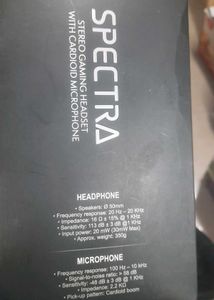 SPECTRA
STEREO GAMING HEADSET
WITH CARDIOID MICROPHONE
HEADPHONE
• Speakers: Ø 50mm
• Frequency response: 20 Hz – 20 KHz
• Impedance: 16 Ω ± 15% @ 1 KHz
• Sensitivity: 113 dB ± 3 dB @ 1 KHz
• Input power: 20 mW (30mW Max)
• Approx. weight: 350g
MICROPHONE
• Frequency response: 100 Hz – 10 kHz
• Signal-to-noise ratio: > 58 dB
• Sensitivity: -48 dB ± 3 dB @ 1 KHz
• Impedance: 2,2 KΩ
• Pick-up pattern: Cardioid boom